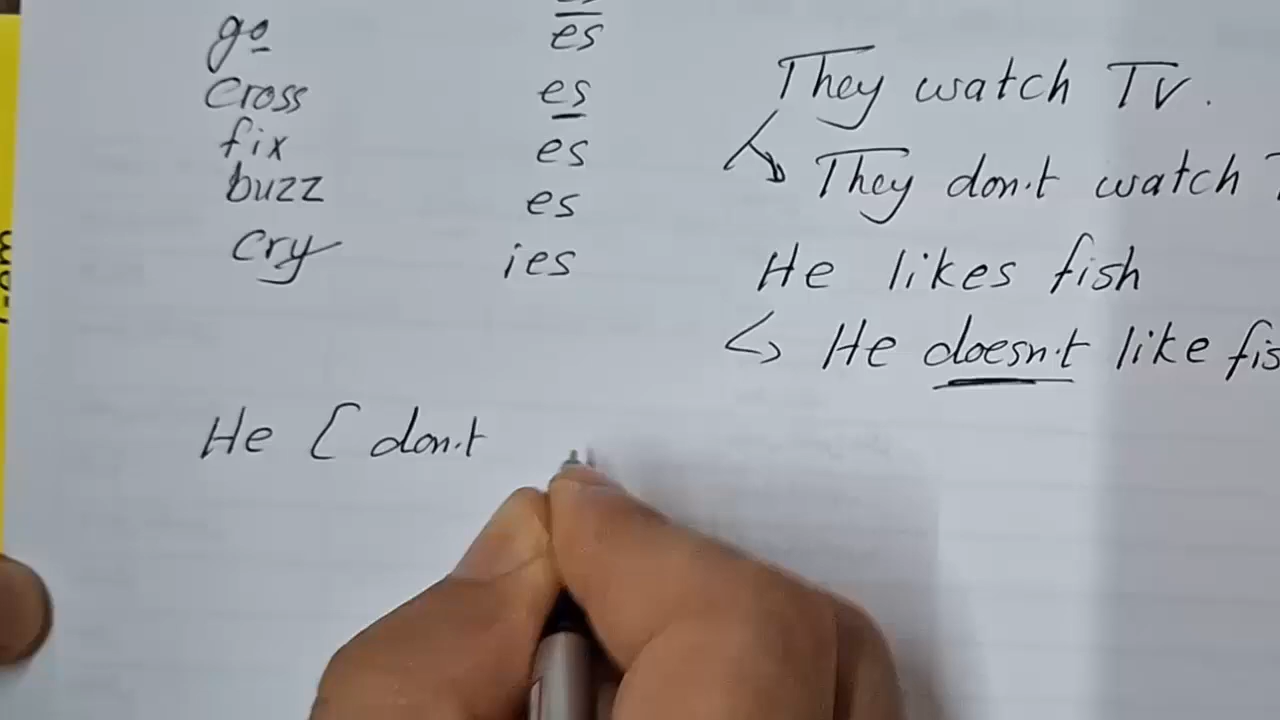 go es
cross es
fix es
buzz es
cry ies
They watch TV.
They don't watch
He likes fish
He doesn't like
He ( don't